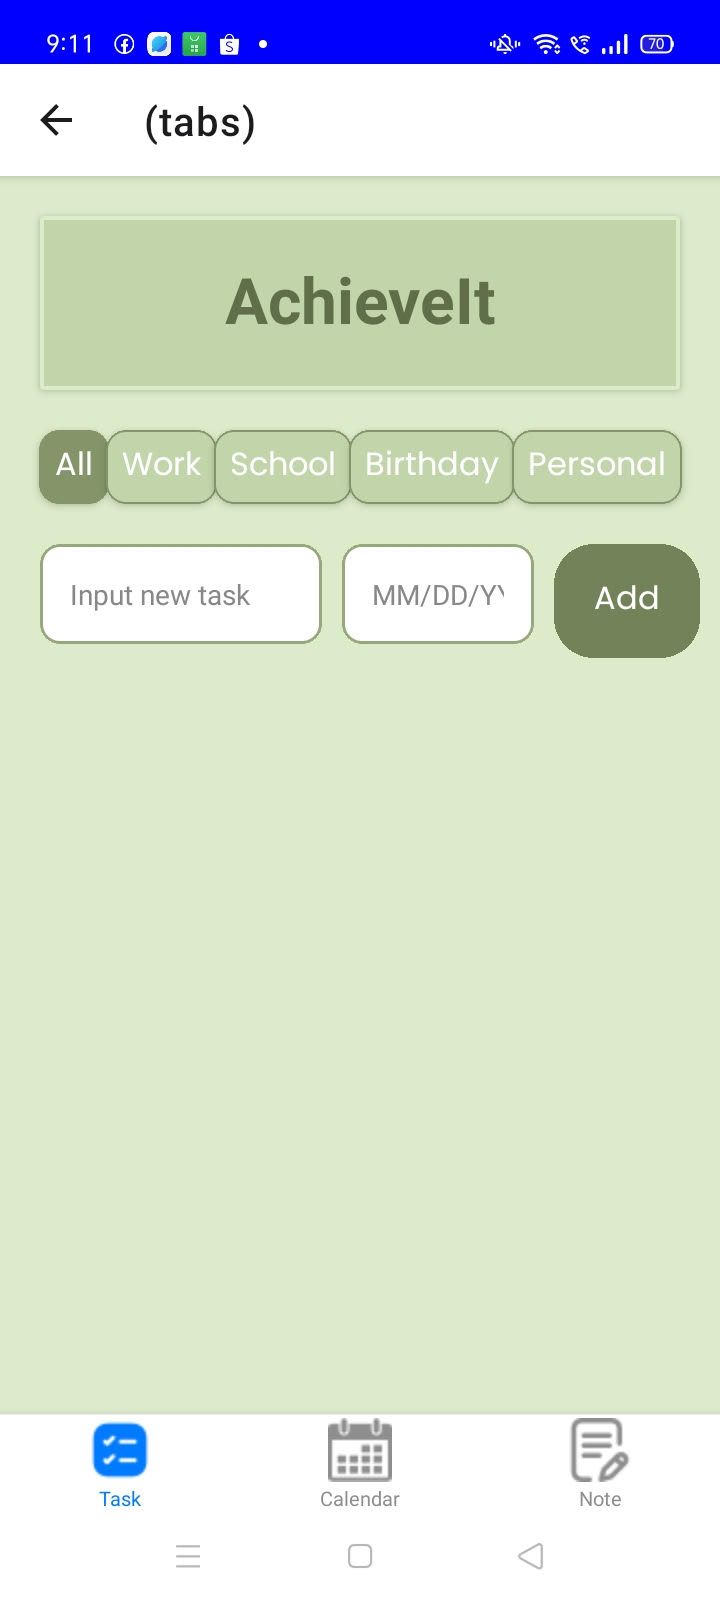 9:11 70
(tabs)
AchieveIt
All Work School Birthday Personal
Input new task MM/DD/YY Add
Task Calendar Note